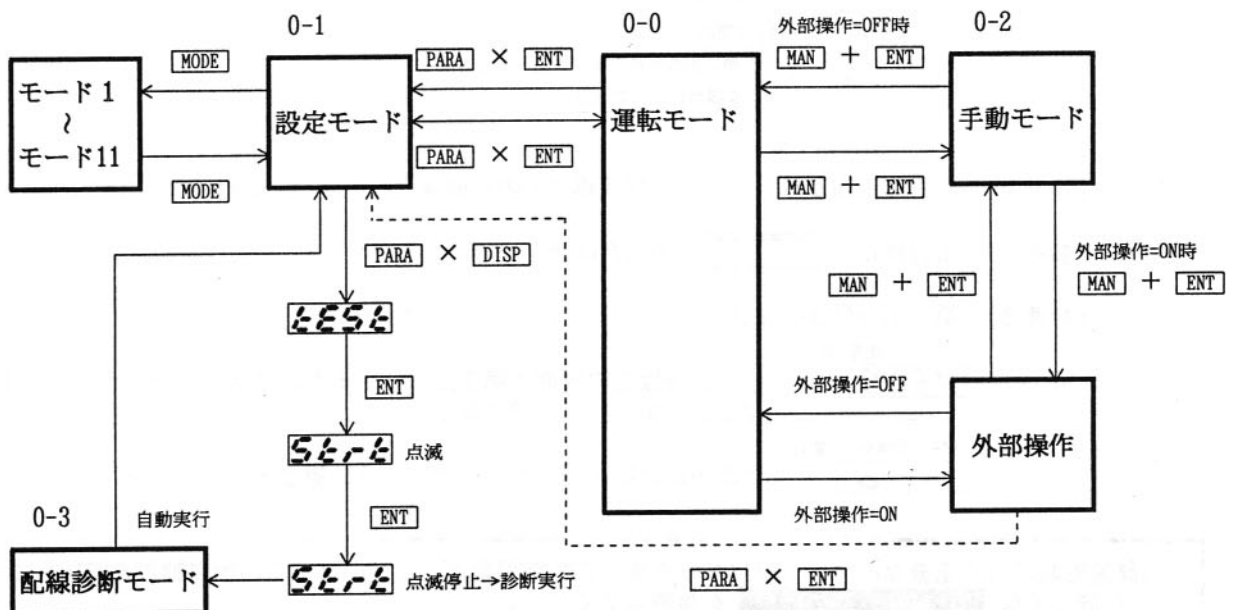 0-1
0-0
外部操作=OFF時
0-2
MODE
PARA × ENT
MAN + ENT
モード1
~
モード11
設定モード
運転モード
手動モード
MODE
PARA × ENT
MAN + ENT
PARA × DISP
外部操作=ON時
MAN + ENT
MAN + ENT
tESt
ENT
外部操作=OFF
Strt 点滅
外部操作
外部操作=ON
0-3
自動実行
ENT
配線診断モード
Strt 点滅停止→診断実行
PARA × ENT